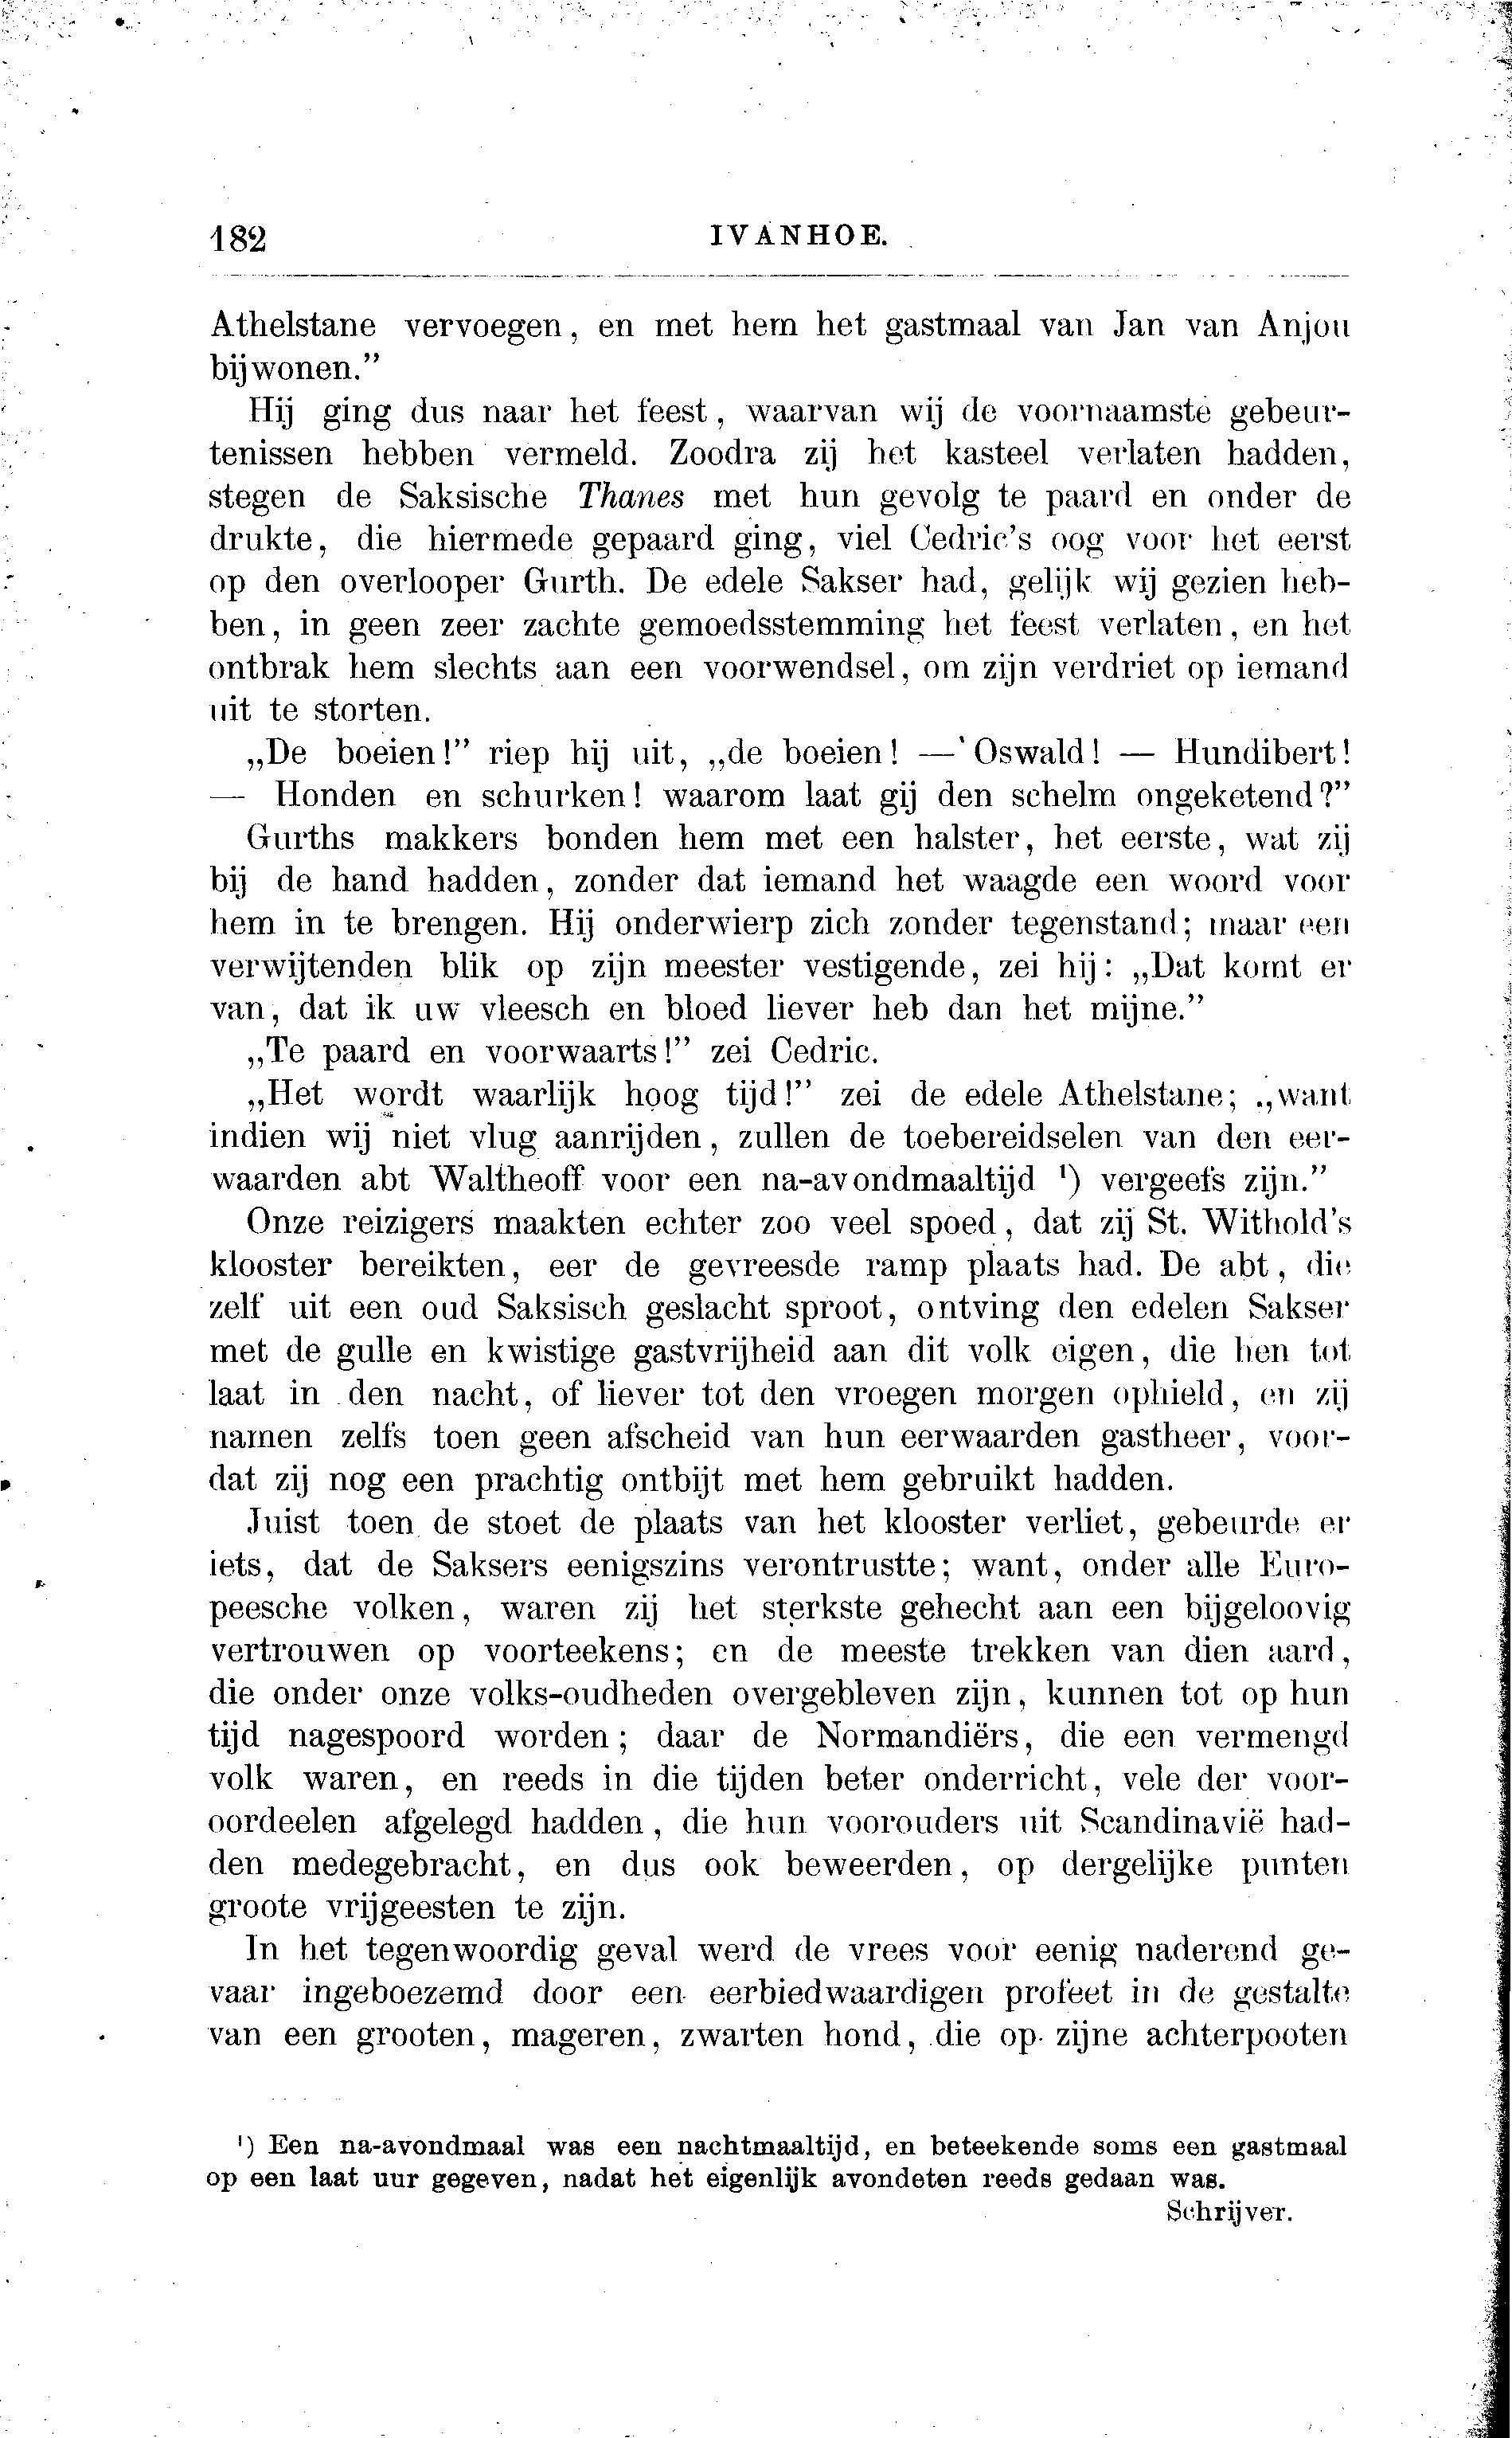 182 IVANHOE.
Athelstane vervoegen, en met hem het gastmaal van Jan van Anjou
bijwonen.”
Hij ging dus naar het feest, waarvan wij de voornaamste gebeur-
tenissen hebben vermeld. Zoodra zij het kasteel verlaten hadden,
stegen de Saksische Thanes met hun gevolg te paard en onder de
drukte, die hiermede gepaard ging, viel Cedric's oog voor het eerst
op den overlooper Gurth. De edele Sakser had, gelijk wij gezien heb-
ben, in geen zeer zachte gemoedsstemming het feest verlaten, en het
ontbrak hem slechts aan een voorwendsel, om zijn verdriet op iemand
uit te storten.
„De boeien!” riep hij uit, „de boeien! — Oswald! — Hundibert!
— Honden en schurken! waarom laat gij den schelm ongeketend?”
Gurths makkers bonden hem met een halster, het eerste, wat zij
bij de hand hadden, zonder dat iemand het waagde een woord voor
hem in te brengen. Hij onderwierp zich zonder tegenstand; maar een
verwijtenden blik op zijn meester vestigende, zei hij: „Dat komt er
van, dat ik uw vleesch en bloed liever heb dan het mijne.”
„Te paard en voorwaarts!” zei Cedric.
„Het wordt waarlijk hoog tijd!” zei de edele Athelstane; „want
indien wij niet vlug aanrijden, zullen de toebereidselen van den eer-
waarden abt Waltheoff voor een na-avondmaaltijd ¹) vergeefs zijn.”
Onze reizigers maakten echter zoo veel spoed, dat zij St. Withold's
klooster bereikten, eer de gevreesde ramp plaats had. De abt, die
zelf uit een oud Saksisch geslacht sproot, ontving den edelen Sakser
met de gulle en kwistige gastvrijheid aan dit volk eigen, die hen tot
laat in den nacht, of liever tot den vroegen morgen ophield, en zij
namen zelfs toen geen afscheid van hun eerwaarden gastheer, voor-
dat zij nog een prachtig ontbijt met hem gebruikt hadden.
Juist toen de stoet de plaats van het klooster verliet, gebeurde er
iets, dat de Saksers eenigszins verontrustte; want, onder alle Euro-
peesche volken, waren zij het sterkste gehecht aan een bijgeloovig
vertrouwen op voorteekens; en de meeste trekken van dien aard,
die onder onze volks-oudheden overgebleven zijn, kunnen tot op hun
tijd nagespoord worden; daar de Normandiërs, die een vermengd
volk waren, en reeds in die tijden beter onderricht, vele der voor-
oordeelen afgelegd hadden, die hun voorouders uit Scandinavië had-
den medegebracht, en dus ook beweerden, op dergelijke punten
groote vrijgeesten te zijn.
In het tegenwoordig geval werd de vrees voor eenig naderend ge-
vaar ingeboezemd door een eerbiedwaardigen profeet in de gestalte
van een grooten, mageren, zwarten hond, die op zijne achterpooten
¹) Een na-avondmaal was een nachtmaaltijd, en beteekende soms een gastmaal
op een laat uur gegeven, nadat het eigenlijk avondeten reeds gedaan was.
Schrijver.